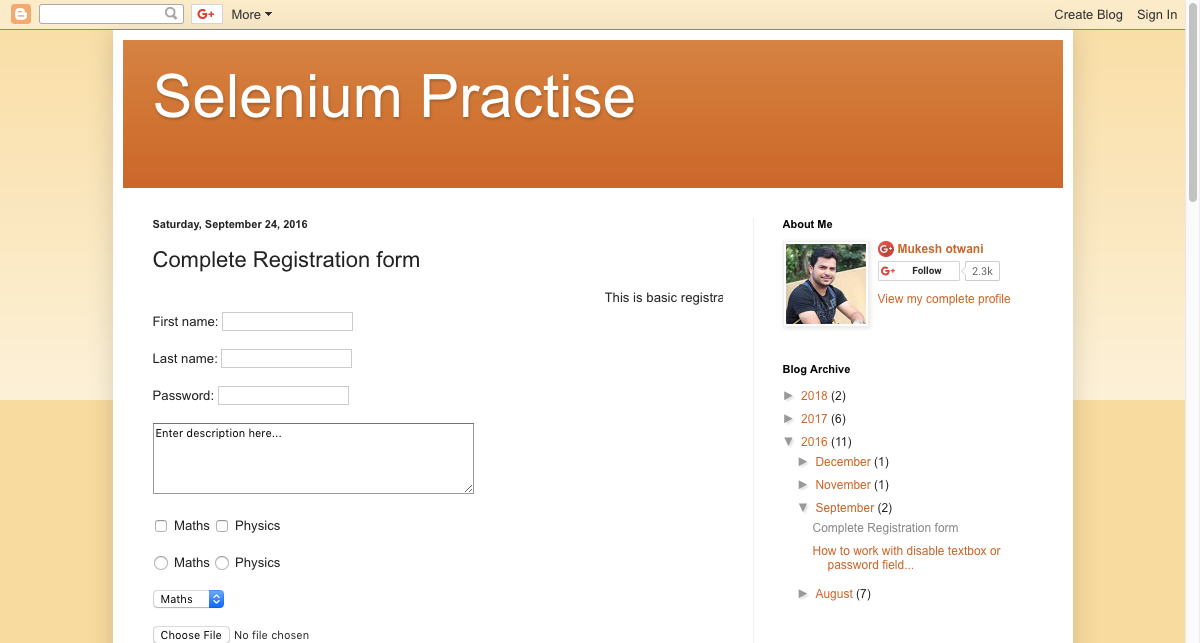 More
Create Blog Sign In
Selenium Practise
Saturday, September 24, 2016
Complete Registration form
This is basic registra
First name:
Last name:
Password:
Enter description here...
Maths Physics
Maths Physics
Maths
Choose File No file chosen
About Me
G+ Mukesh otwani
G+ Follow 2.3k
View my complete profile
Blog Archive
► 2018 (2)
► 2017 (6)
▼ 2016 (11)
► December (1)
► November (1)
▼ September (2)
Complete Registration form
How to work with disable textbox or
password field...
► August (7)